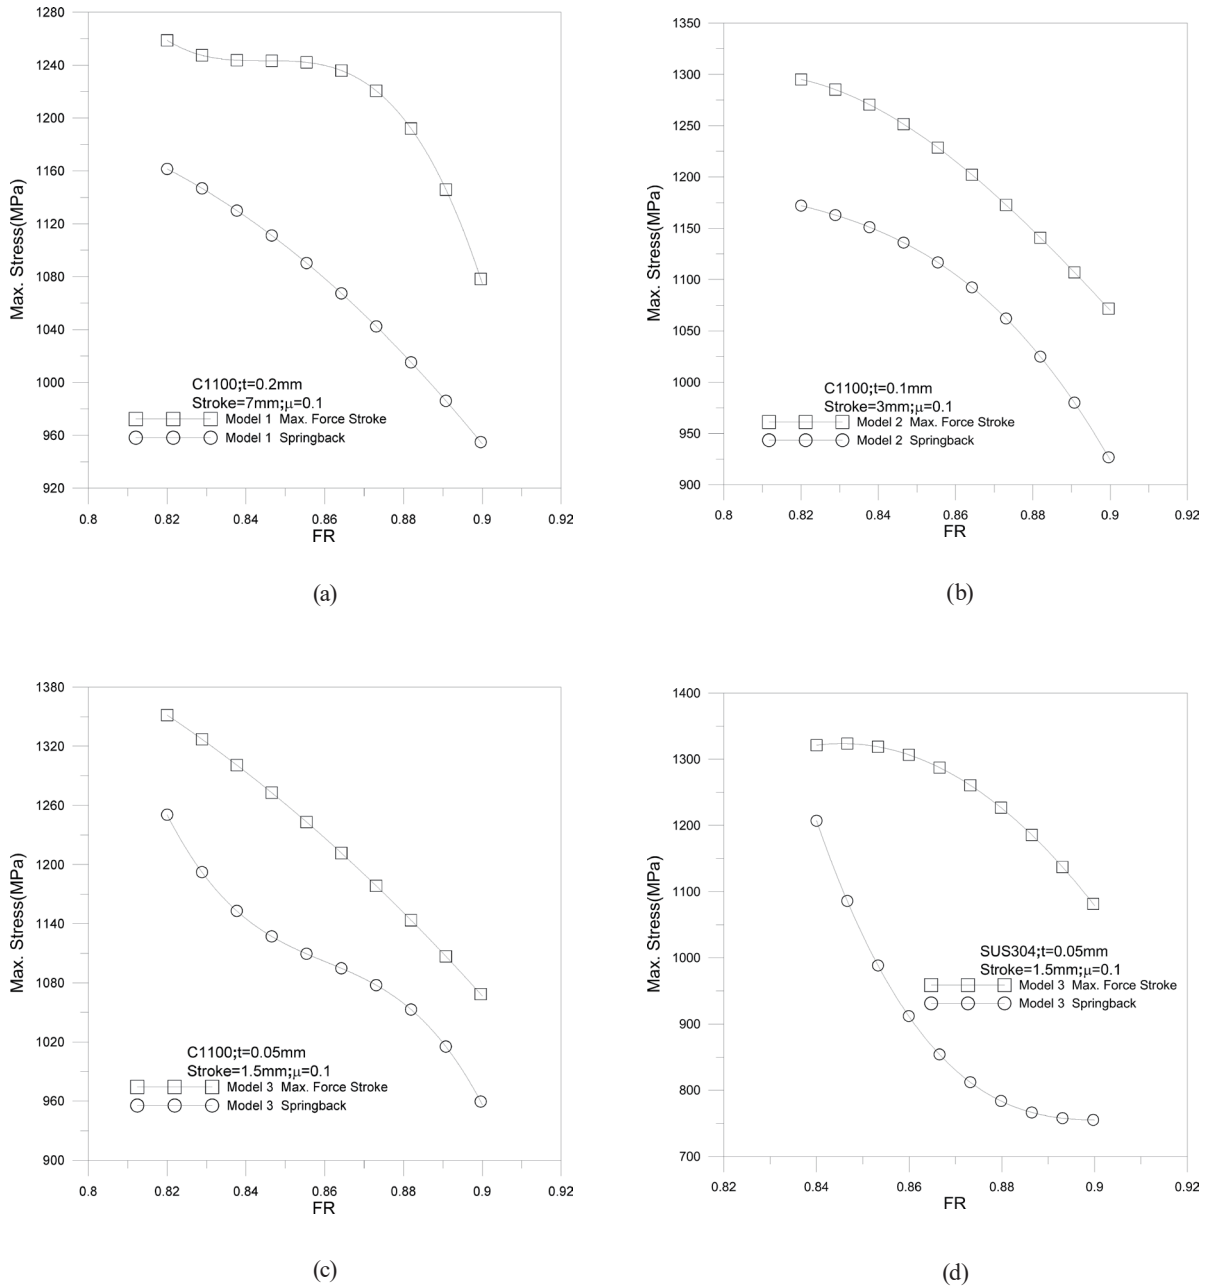 1280
1240
1200
1160
1120
1080
1040
1000
960
920
Max. Stress(MPa)
C1100;t=0.2mm
Stroke=7mm;μ=0.1
Model 1 Max. Force Stroke
Model 1 Springback
0.8 0.82 0.84 0.86 0.88 0.9 0.92
FR
(a)
1350
1300
1250
1200
1150
1100
1050
1000
950
900
Max. Stress(MPa)
C1100;t=0.1mm
Stroke=3mm;μ=0.1
Model 2 Max. Force Stroke
Model 2 Springback
0.8 0.82 0.84 0.86 0.88 0.9 0.92
FR
(b)
1380
1320
1260
1200
1140
1080
1020
960
900
Max. Stress(MPa)
C1100;t=0.05mm
Stroke=1.5mm;μ=0.1
Model 3 Max. Force Stroke
Model 3 Springback
0.8 0.82 0.84 0.86 0.88 0.9 0.92
FR
(c)
1400
1300
1200
1100
1000
900
800
700
Max. Stress(MPa)
SUS304;t=0.05mm
Stroke=1.5mm;μ=0.1
Model 3 Max. Force Stroke
Model 3 Springback
0.82 0.84 0.86 0.88 0.9 0.92
FR
(d)